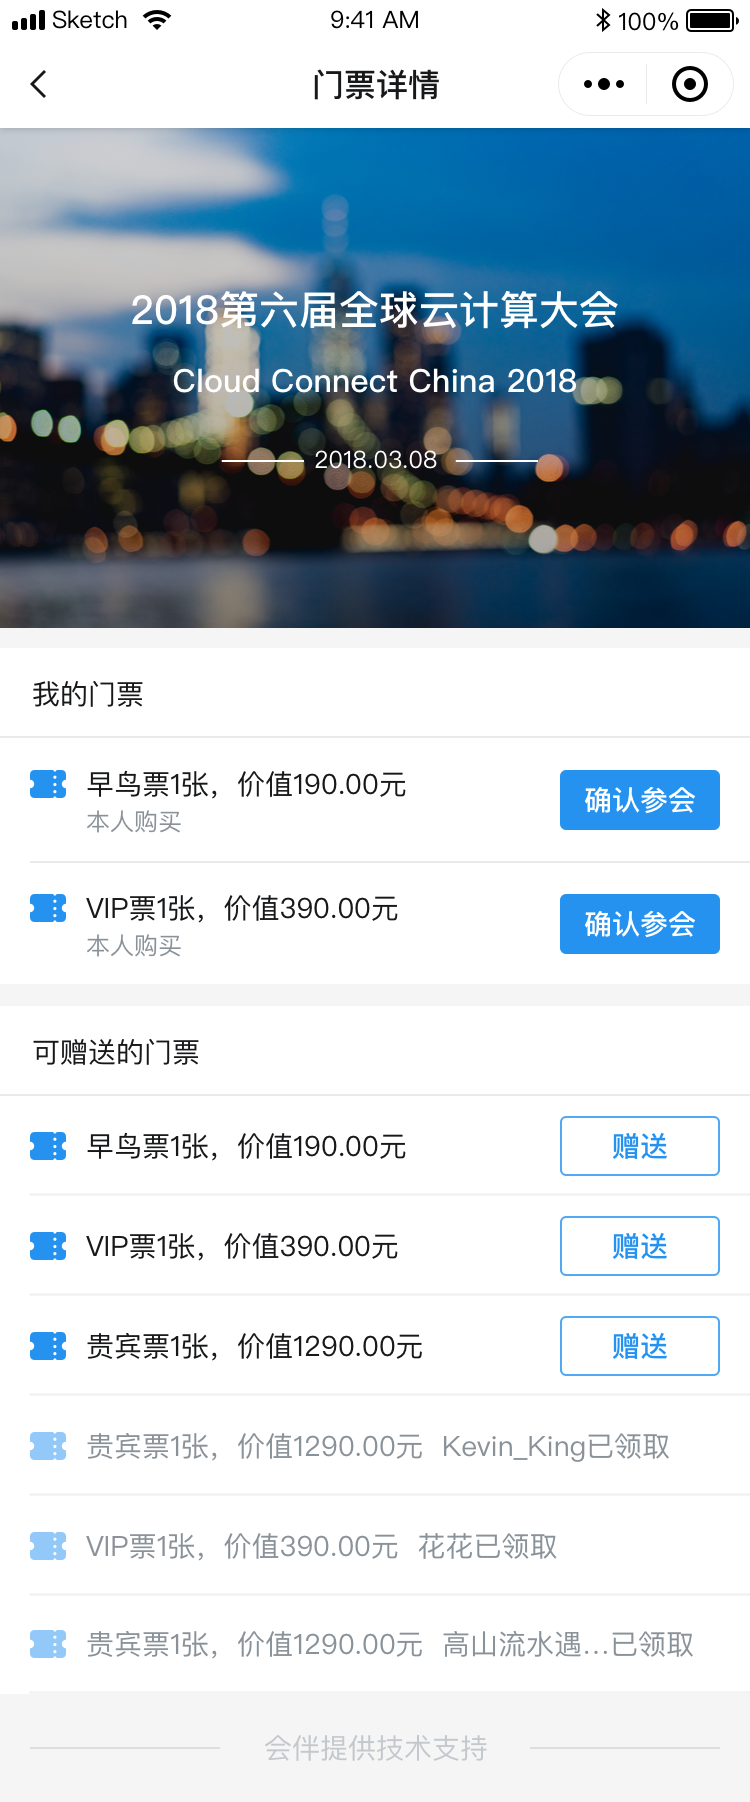 Sketch 9:41 AM 100%
门票详情
2018第六届全球云计算大会
Cloud Connect China 2018
2018.03.08
我的门票
早鸟票1张，价值190.00元
本人购买
确认参会
VIP票1张，价值390.00元
本人购买
确认参会
可赠送的门票
早鸟票1张，价值190.00元 赠送
VIP票1张，价值390.00元 赠送
贵宾票1张，价值1290.00元 赠送
贵宾票1张，价值1290.00元 Kevin_King已领取
VIP票1张，价值390.00元 花花已领取
贵宾票1张，价值1290.00元 高山流水遇...已领取
会伴提供技术支持